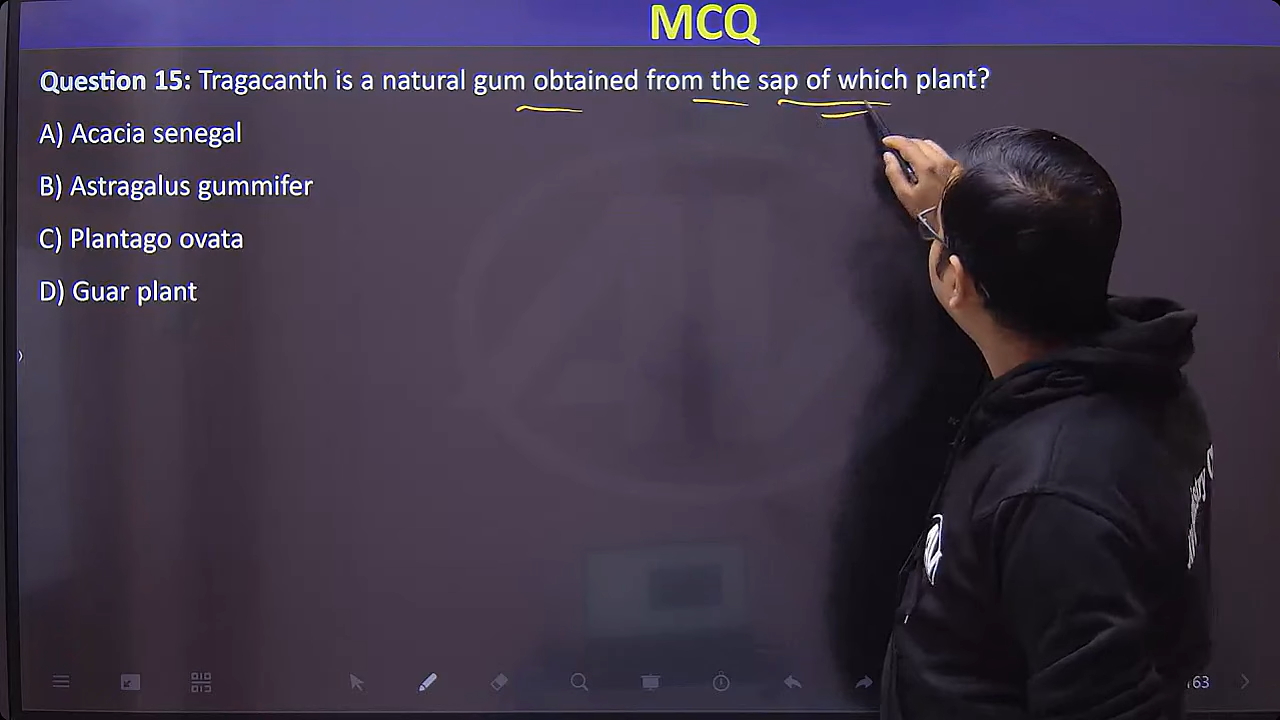 MCQ
Question 15: Tragacanth is a natural gum obtained from the sap of which plant?
A) Acacia senegal
B) Astragalus gummifer
C) Plantago ovata
D) Guar plant
63